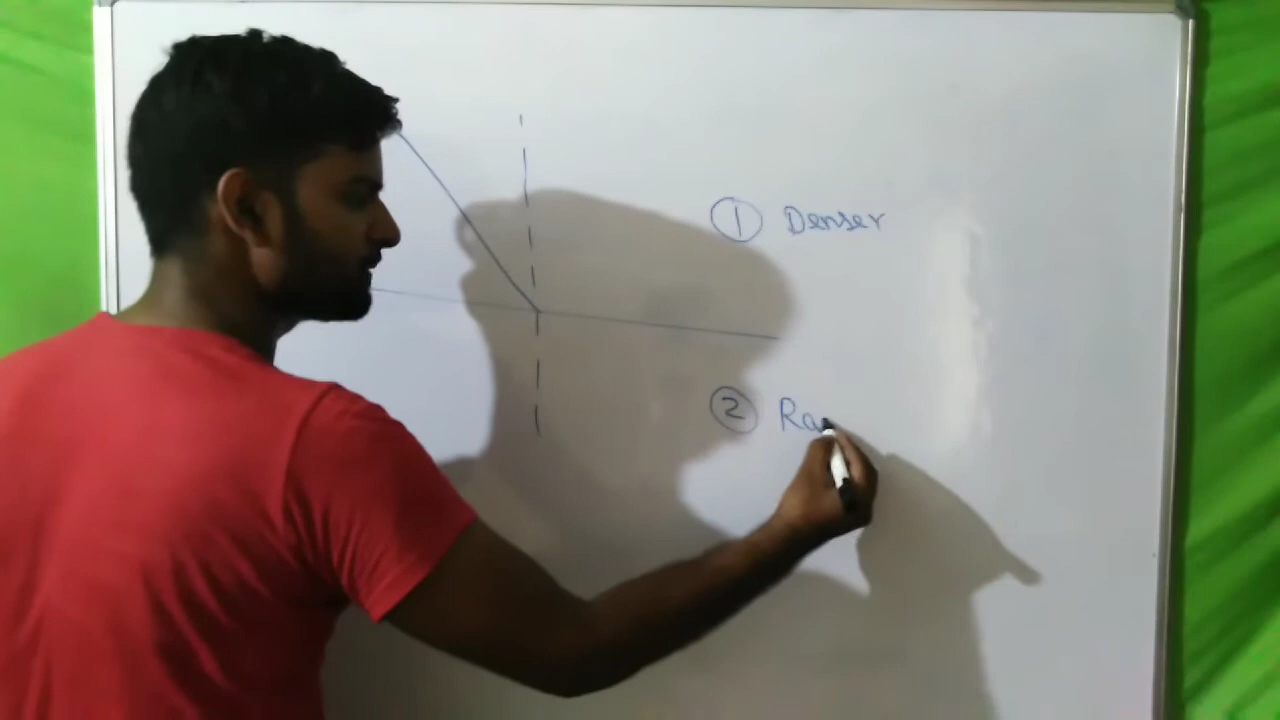 ① Denser
② Ra